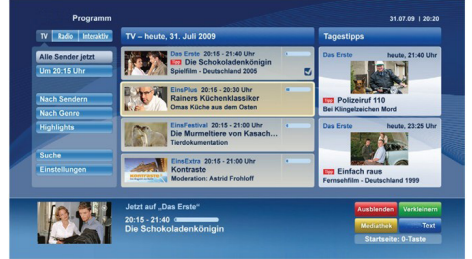 Programm
31.07.09 | 20:20
TV Radio Interaktiv
Alle Sender jetzt
Um 20:15 Uhr
Nach Sendern
Nach Genre
Highlights
Suche
Einstellungen
TV – heute, 31. Juli 2009
Das Erste 20:15 - 21:40 Uhr
Tipp Die Schokoladenkönigin
Spielfilm - Deutschland 2005
EinsPlus 20:15 - 20:30 Uhr
Rainers Küchenklassiker
Omas Küche aus dem Osten
EinsFestival 20:15 - 21:00 Uhr
Die Murmeltiere von Kasach...
Tierdokumentation
EinsExtra 20:15 - 21:00 Uhr
Kontraste
Moderation: Astrid Frohloff
Tagestipps
Das Erste heute, 21:40 Uhr
Tipp Polizeiruf 110
Bei Klingelzeichen Mord
Das Erste heute, 23:25 Uhr
Tipp Einfach raus
Fernsehfilm - Deutschland 1999
Jetzt auf „Das Erste“
20:15 - 21:40
Die Schokoladenkönigin
Ausblenden Verkleinern
Mediathek Text
Startseite: 0-Taste